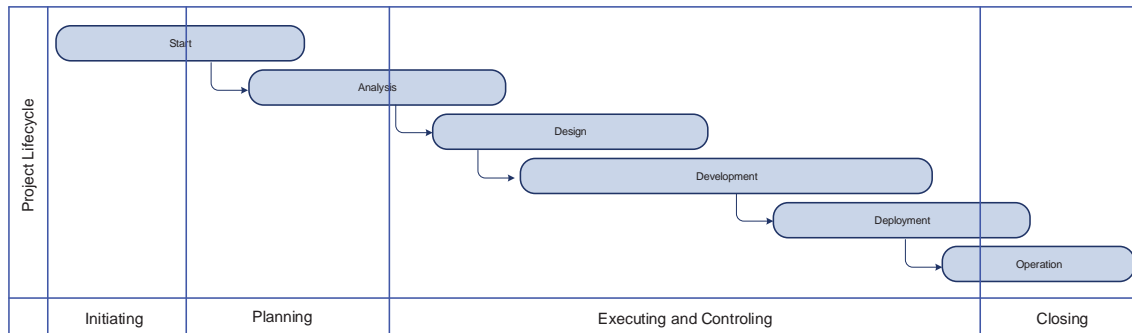 Project Lifecycle
Start
Analysis
Design
Development
Deployment
Operation
Initiating
Planning
Executing and Controling
Closing